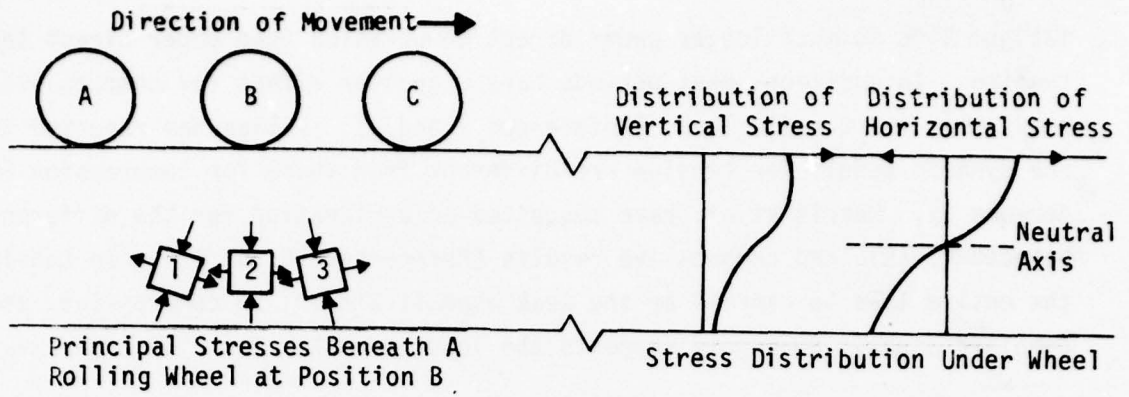 Direction of Movement
A B C
Distribution of
Vertical Stress
Distribution of
Horizontal Stress
1 2 3
Neutral
Axis
Principal Stresses Beneath A
Rolling Wheel at Position B
Stress Distribution Under Wheel